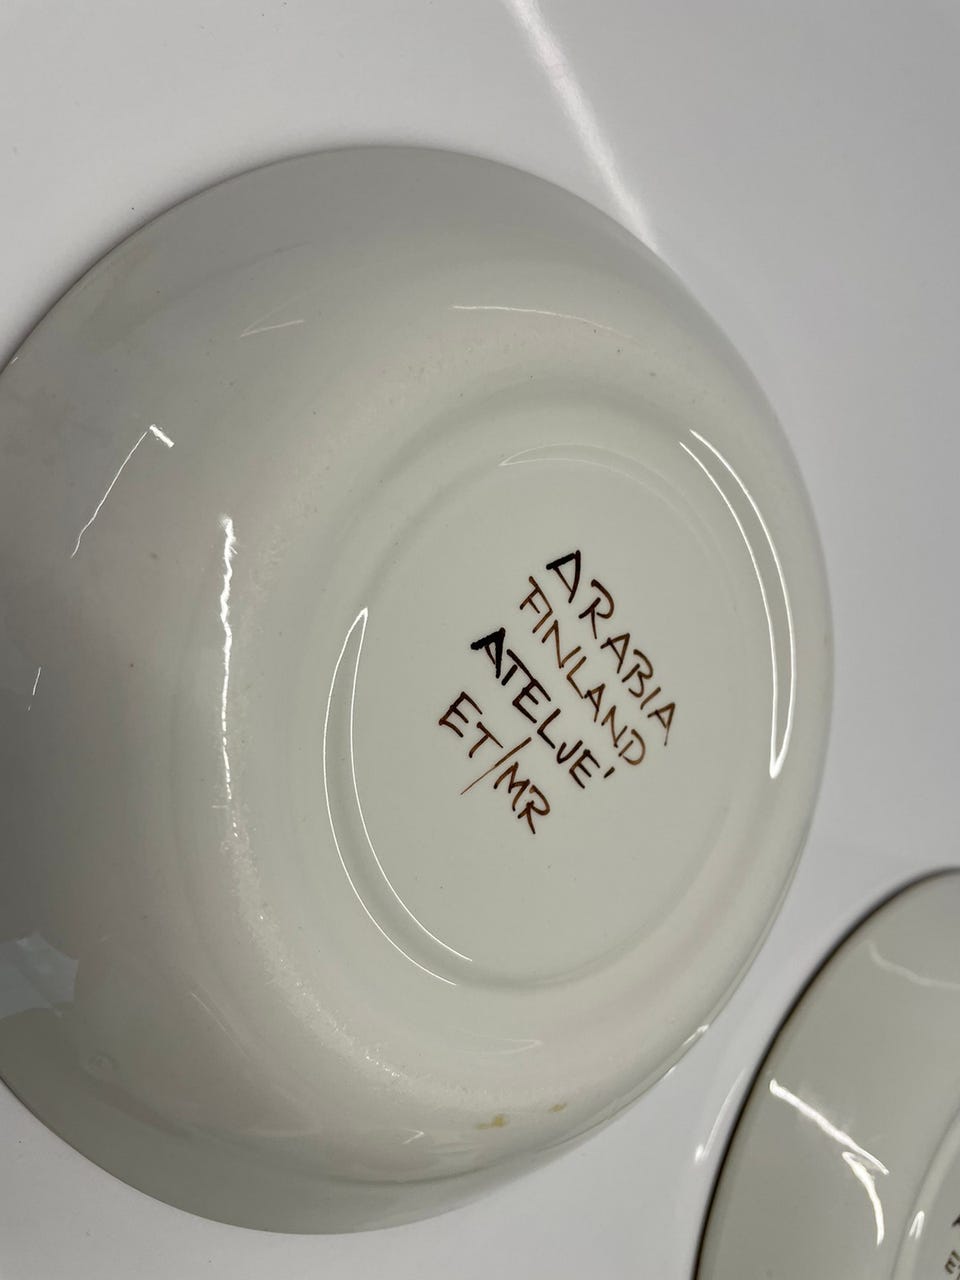 ARABIA
FINLAND
ATELJE'
ET/MR